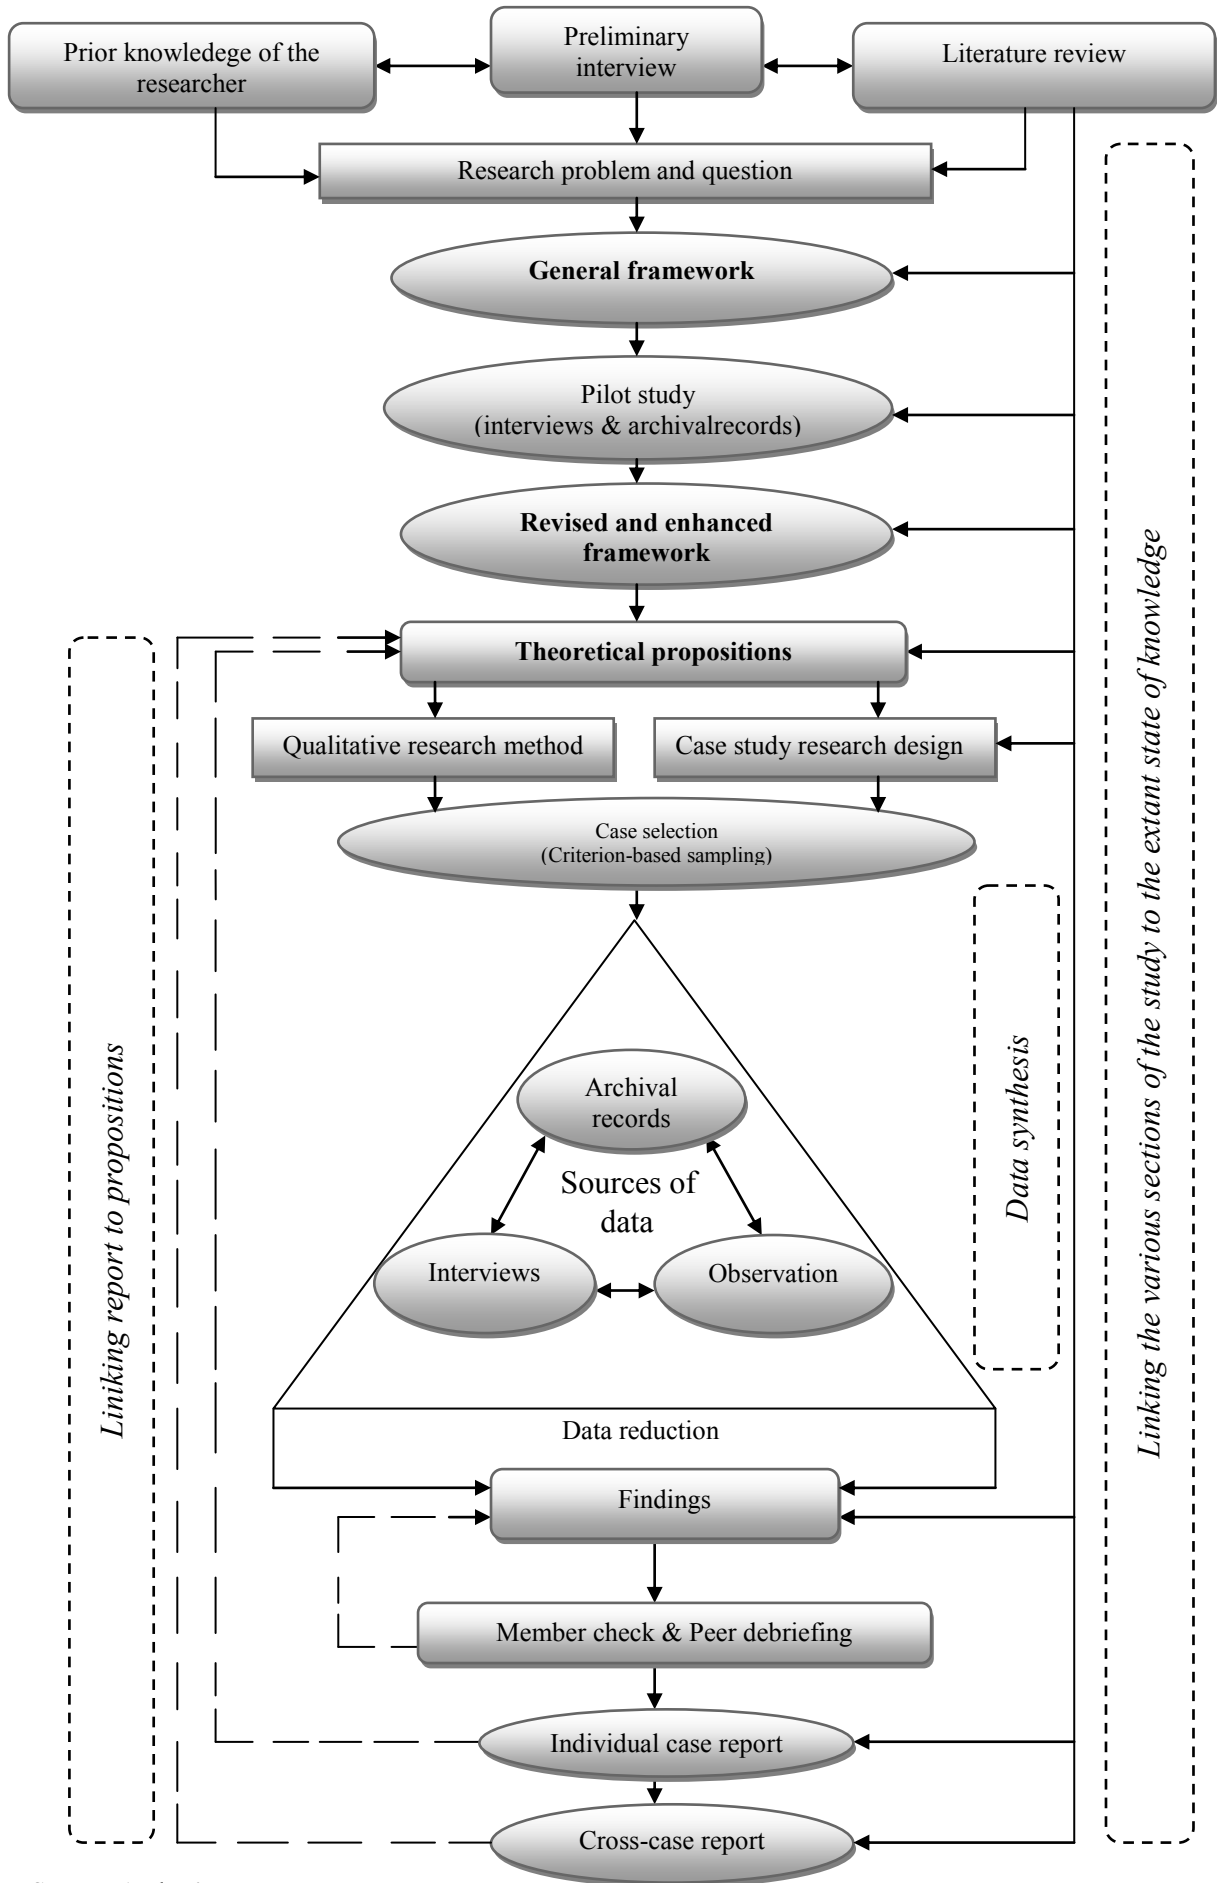 Prior knowledege of the
researcher
Preliminary
interview
Literature review
Research problem and question
General framework
Pilot study
(interviews & archivalrecords)
Revised and enhanced
framework
Theoretical propositions
Qualitative research method
Case study research design
Case selection
(Criterion-based sampling)
Archival
records
Sources of
data
Interviews
Observation
Data reduction
Findings
Member check & Peer debriefing
Individual case report
Cross-case report
Liniking report to propositions
Data synthesis
Linking the various sections of the study to the extant state of knowledge